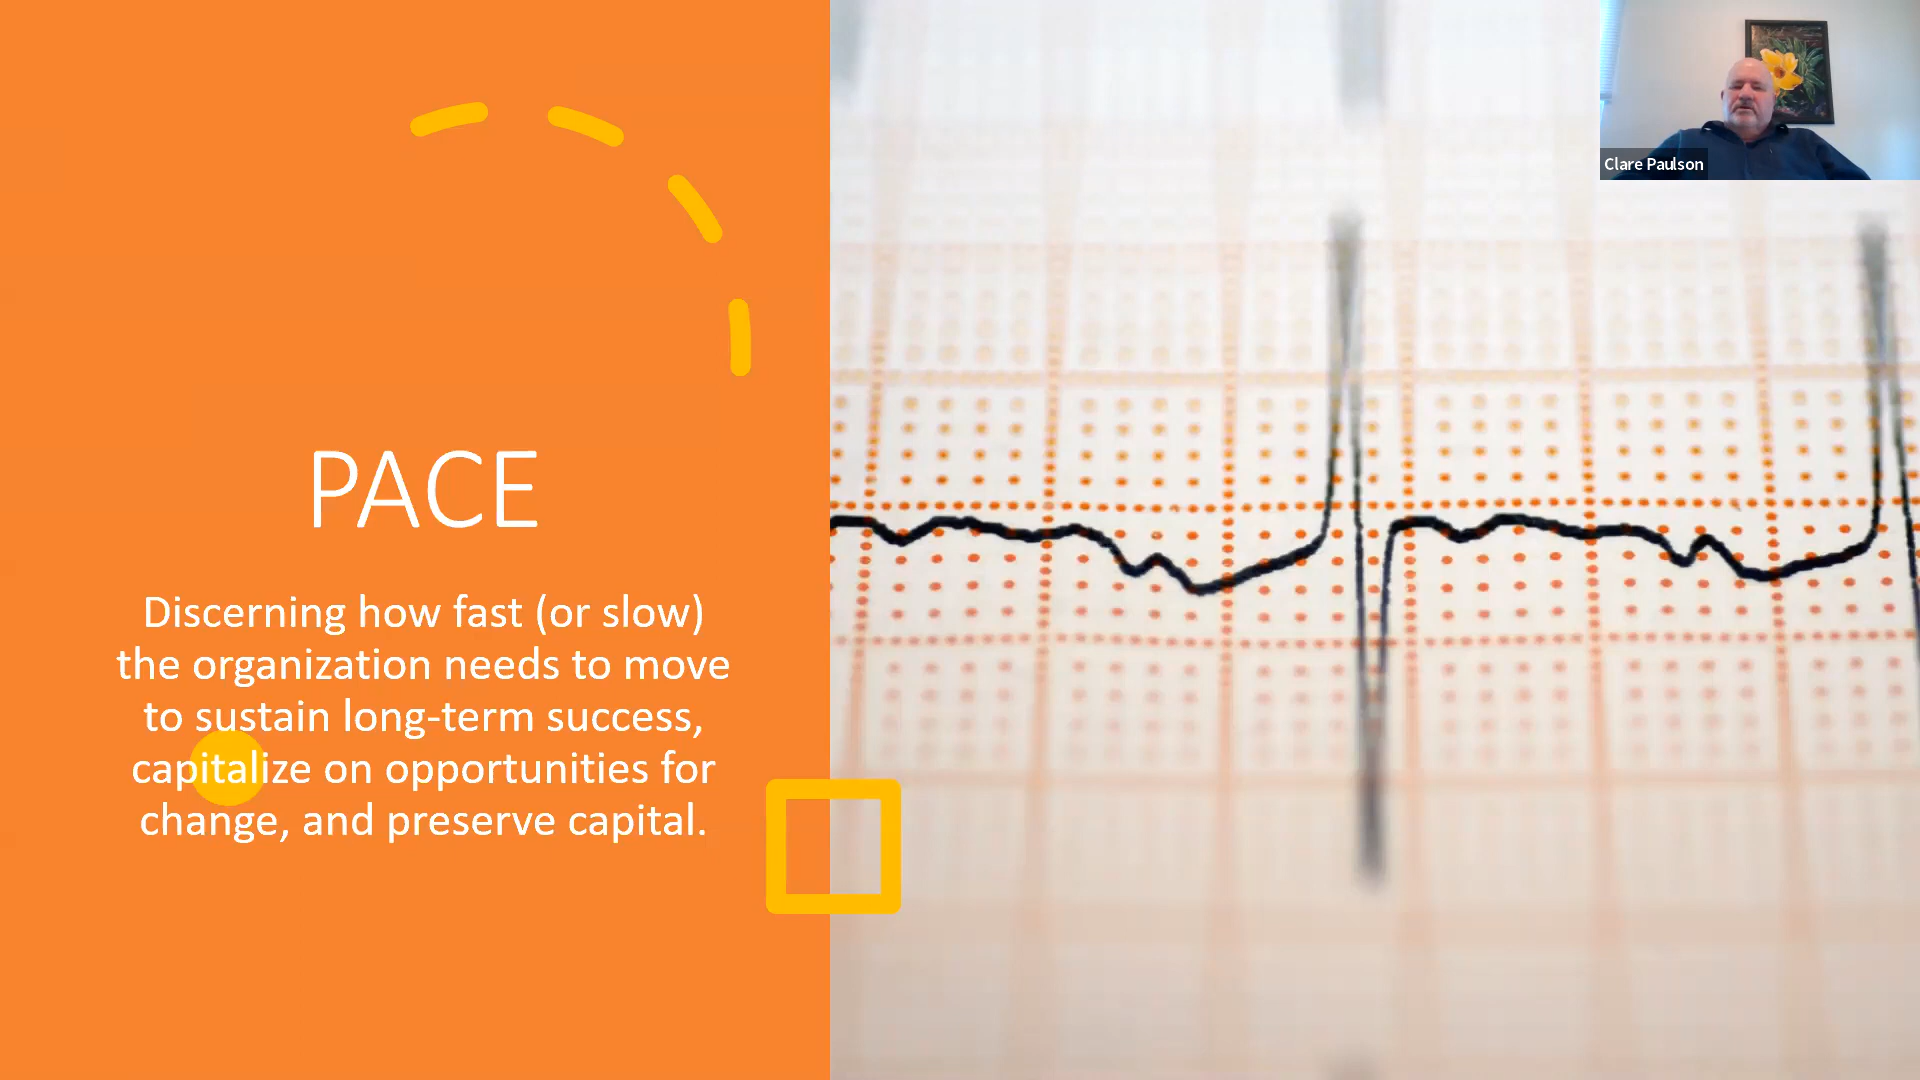 Clare Paulson
PACE
Discerning how fast (or slow)
the organization needs to move
to sustain long-term success,
capitalize on opportunities for
change, and preserve capital.